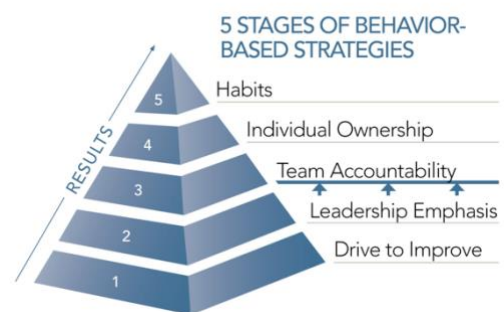 5 STAGES OF BEHAVIOR-
BASED STRATEGIES
5
Habits
4
Individual Ownership
RESULTS
3
Team Accountability
2
Leadership Emphasis
1
Drive to Improve